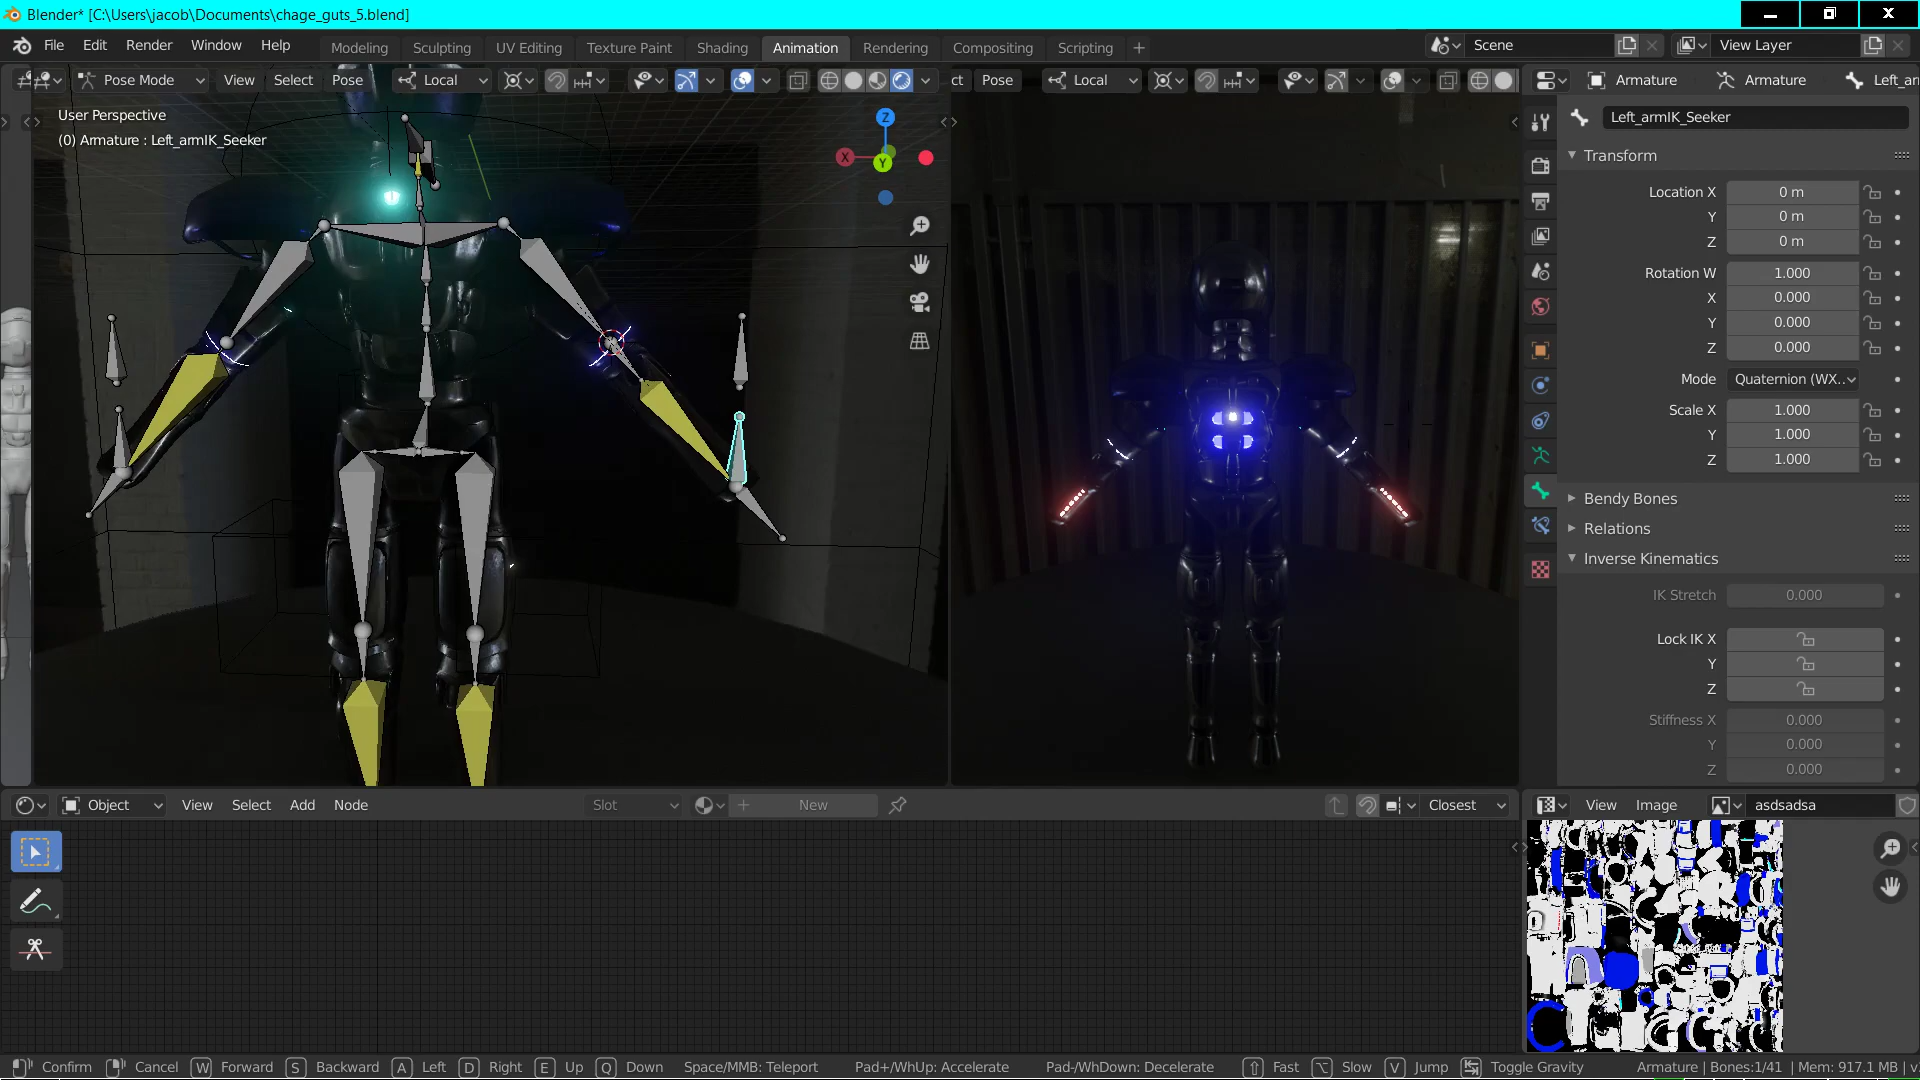 Blender* [C:\Users\jacob\Documents\chage_guts_5.blend]
File Edit Render Window Help Modeling Sculpting UV Editing Texture Paint Shading Animation Rendering Compositing Scripting + Scene View Layer
Pose Mode View Select Pose Local ct Pose Local Armature Armature Left_ar
User Perspective
(0) Armature : Left_armIK_Seeker
Z
X
Y
Left_armIK_Seeker
Transform
Location X 0 m
Y 0 m
Z 0 m
Rotation W 1.000
X 0.000
Y 0.000
Z 0.000
Mode Quaternion (WX..
Scale X 1.000
Y 1.000
Z 1.000
Bendy Bones
Relations
Inverse Kinematics
IK Stretch 0.000
Lock IK X
Y
Z
Stiffness X 0.000
Y 0.000
Z 0.000
Object View Select Add Node Slot New Closest View Image asdsadsa
Confirm Cancel W Forward S Backward A Left D Right E Up Q Down Space/MMB: Teleport Pad+/WhUp: Accelerate Pad-/WhDown: Decelerate Fast Slow V Jump Toggle Gravity Armature | Bones:1/41 | Mem: 917.1 MB | v